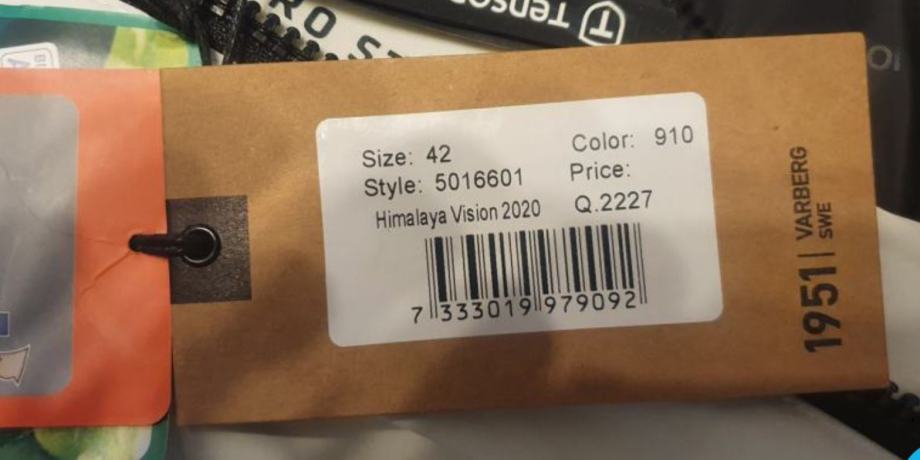 Size: 42
Color: 910
Style: 5016601
Price:
Himalaya Vision 2020
Q.2227
7 333019 979092
1951 | VARBERG
SWE